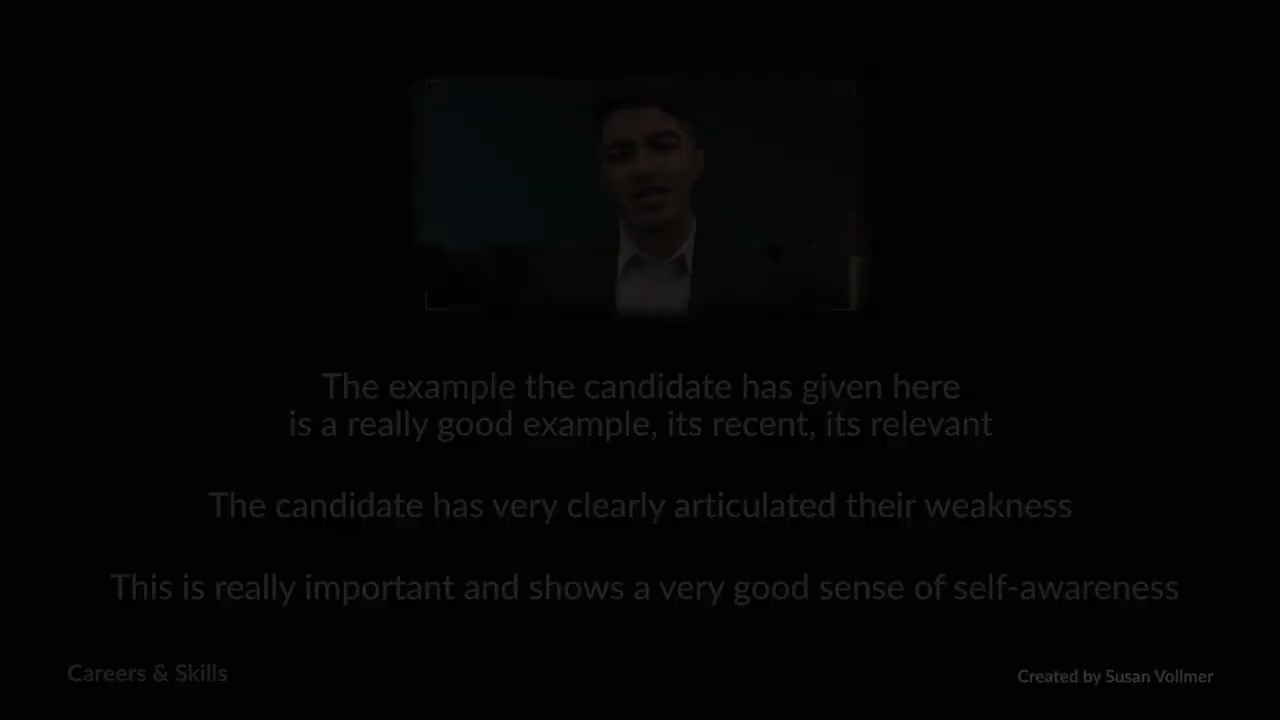 The example the candidate has given here
is a really good example, its recent, its relevant
The candidate has very clearly articulated their weakness
This is really important and shows a very good sense of self-awareness
Careers & Skills
Created by Susan Vollmer